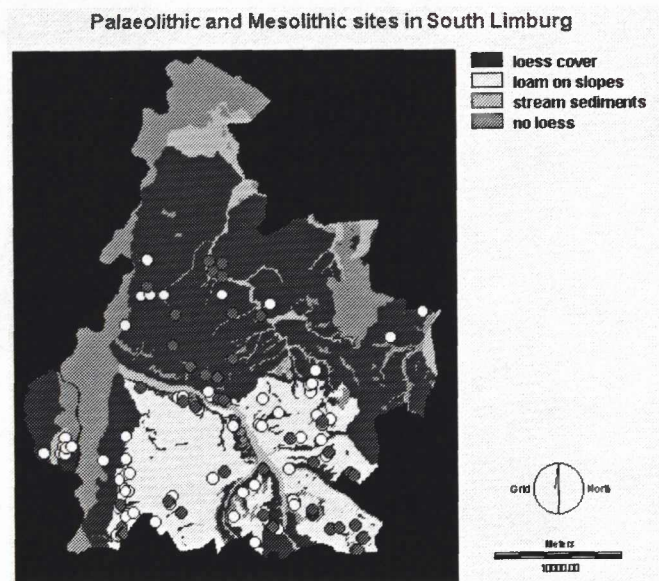 Palaeolithic and Mesolithic sites in South Limburg
loess cover
loam on slopes
stream sediments
no loess
Grid North
Meters
10000.00